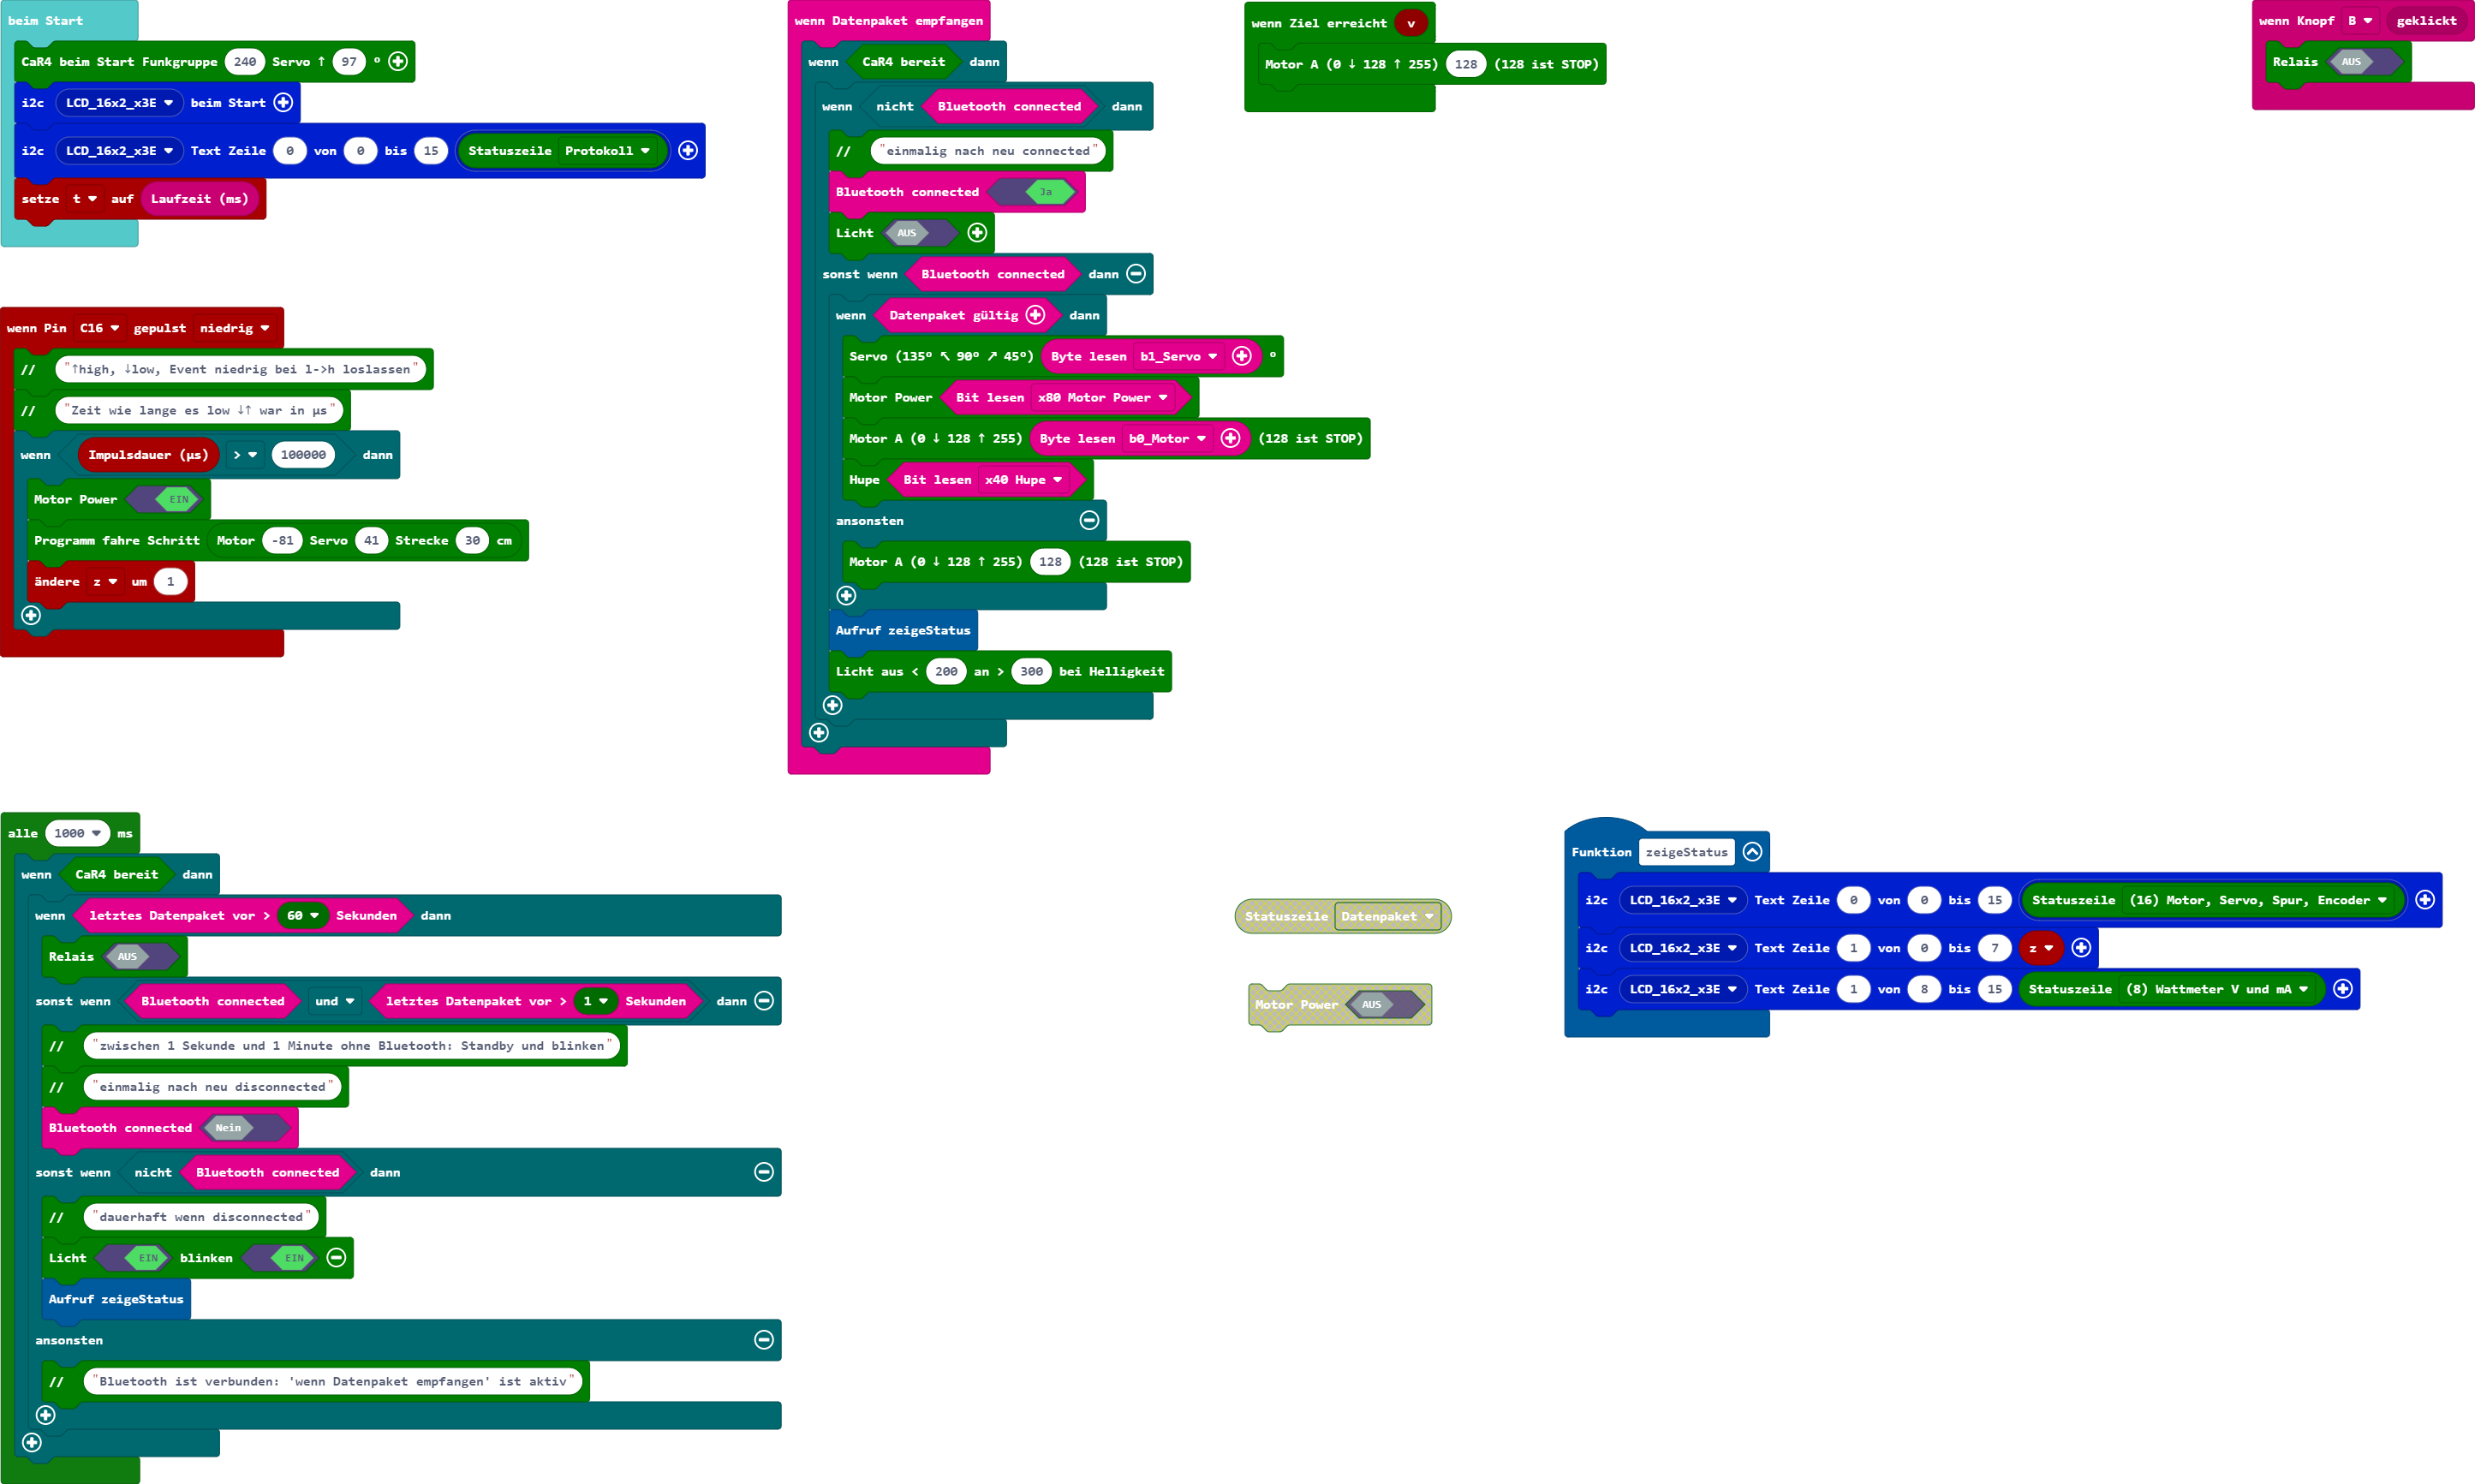 beim Start
CaR4 beim Start Funkgruppe 240 Servo ↑ 97 °
i2c LCD_16x2_x3E beim Start
i2c LCD_16x2_x3E Text Zeile 0 von 0 bis 15 Statuszeile Protokoll
setze t auf Laufzeit (ms)
wenn Pin C16 gepulst niedrig
// "↑high, ↓low, Event niedrig bei l->h loslassen"
// "Zeit wie lange es low ↓↑ war in µs"
wenn Impulsdauer (µs) > 100000 dann
Motor Power EIN
Programm fahre Schritt Motor -81 Servo 41 Strecke 30 cm
ändere z um 1
wenn Datenpaket empfangen
wenn CaR4 bereit dann
wenn nicht Bluetooth connected dann
// "einmalig nach neu connected"
Bluetooth connected Ja
Licht AUS
sonst wenn Bluetooth connected dann
wenn Datenpaket gültig dann
Servo (135° ↖ 90° ↗ 45°) Byte lesen b1_Servo °
Motor Power Bit lesen x80 Motor Power
Motor A (0 ↓ 128 ↑ 255) Byte lesen b0_Motor (128 ist STOP)
Hupe Bit lesen x40 Hupe
ansonsten
Motor A (0 ↓ 128 ↑ 255) 128 (128 ist STOP)
Aufruf zeigeStatus
Licht aus < 200 an > 300 bei Helligkeit
wenn Ziel erreicht v
Motor A (0 ↓ 128 ↑ 255) 128 (128 ist STOP)
wenn Knopf B geklickt
Relais AUS
alle 1000 ms
wenn CaR4 bereit dann
wenn letztes Datenpaket vor > 60 Sekunden dann
Relais AUS
sonst wenn Bluetooth connected und letztes Datenpaket vor > 1 Sekunden dann
// "zwischen 1 Sekunde und 1 Minute ohne Bluetooth: Standby und blinken"
// "einmalig nach neu disconnected"
Bluetooth connected Nein
sonst wenn nicht Bluetooth connected dann
// "dauerhaft wenn disconnected"
Licht EIN blinken EIN
Aufruf zeigeStatus
ansonsten
// "Bluetooth ist verbunden: 'wenn Datenpaket empfangen' ist aktiv"
Statuszeile Datenpaket
Motor Power AUS
Funktion zeigeStatus
i2c LCD_16x2_x3E Text Zeile 0 von 0 bis 15 Statuszeile (16) Motor, Servo, Spur, Encoder
i2c LCD_16x2_x3E Text Zeile 1 von 0 bis 7 z
i2c LCD_16x2_x3E Text Zeile 1 von 8 bis 15 Statuszeile (8) Wattmeter V und mA